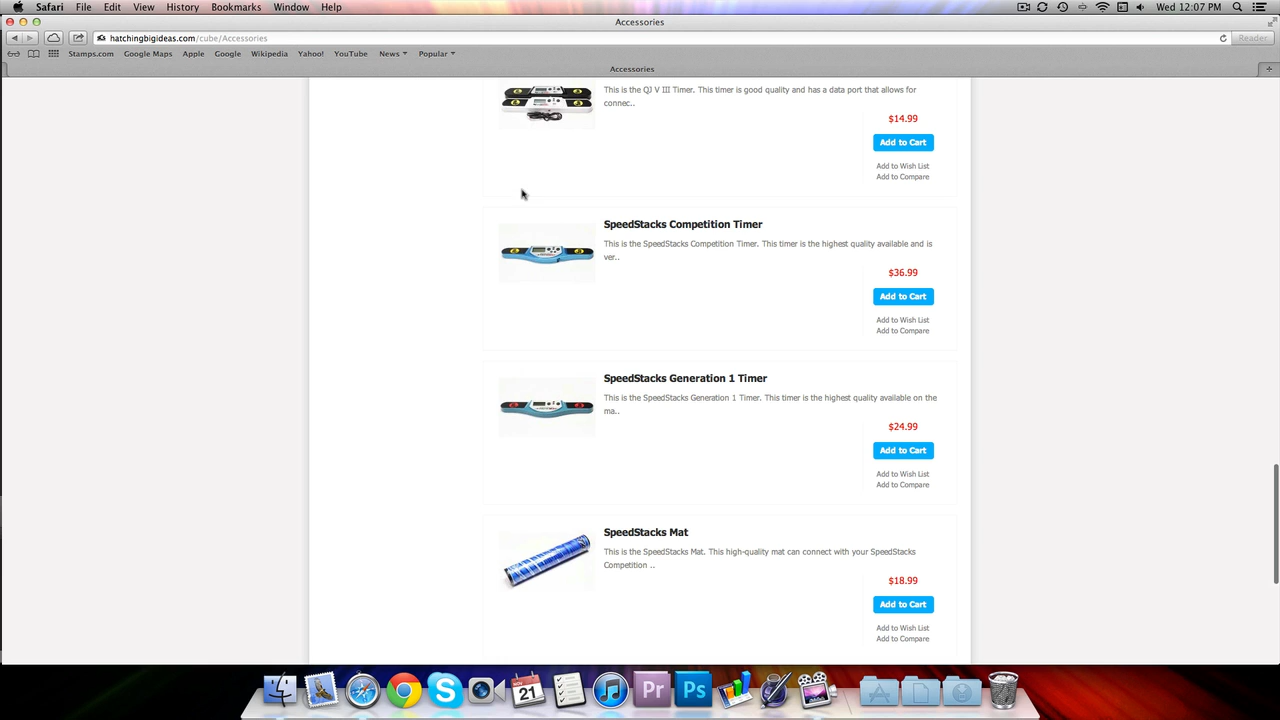 Safari File Edit View History Bookmarks Window Help
Wed 12:07 PM
Accessories
hatchingbigideas.com/cube/Accessories
Reader
Stamps.com Google Maps Apple Google Wikipedia Yahoo! YouTube News Popular
Accessories
This is the QJ V III Timer. This timer is good quality and has a data port that allows for
connec..
$14.99
Add to Cart
Add to Wish List
Add to Compare
SpeedStacks Competition Timer
This is the SpeedStacks Competition Timer. This timer is the highest quality available and is
ver..
$36.99
Add to Cart
Add to Wish List
Add to Compare
SpeedStacks Generation 1 Timer
This is the SpeedStacks Generation 1 Timer. This timer is the highest quality available on the
ma..
$24.99
Add to Cart
Add to Wish List
Add to Compare
SpeedStacks Mat
This is the SpeedStacks Mat. This high-quality mat can connect with your SpeedStacks
Competition ..
$18.99
Add to Cart
Add to Wish List
Add to Compare
NOV
21
Pr
Ps